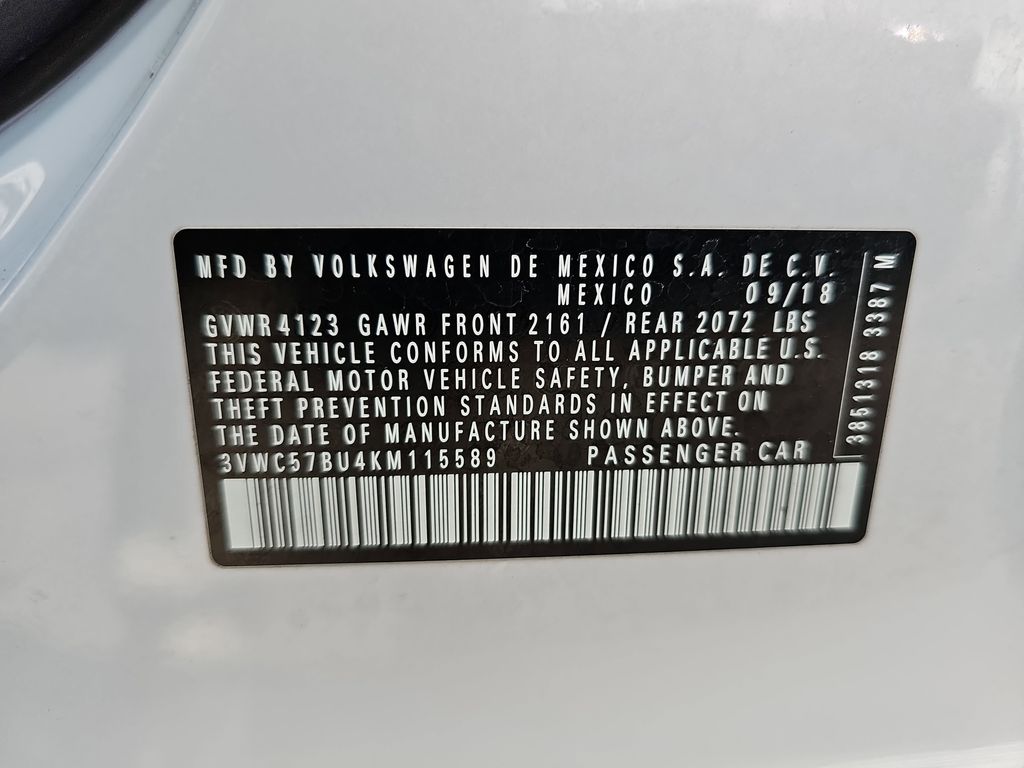 MFD BY VOLKSWAGEN DE MEXICO S.A. DE C.V.
MEXICO 09/18
GVWR 4123 GAWR FRONT 2161 / REAR 2072 LBS
THIS VEHICLE CONFORMS TO ALL APPLICABLE U.S.
FEDERAL MOTOR VEHICLE SAFETY, BUMPER AND
THEFT PREVENTION STANDARDS IN EFFECT ON
THE DATE OF MANUFACTURE SHOWN ABOVE.
3VWC57BU4KM115589 PASSENGER CAR
3851318 3387 M